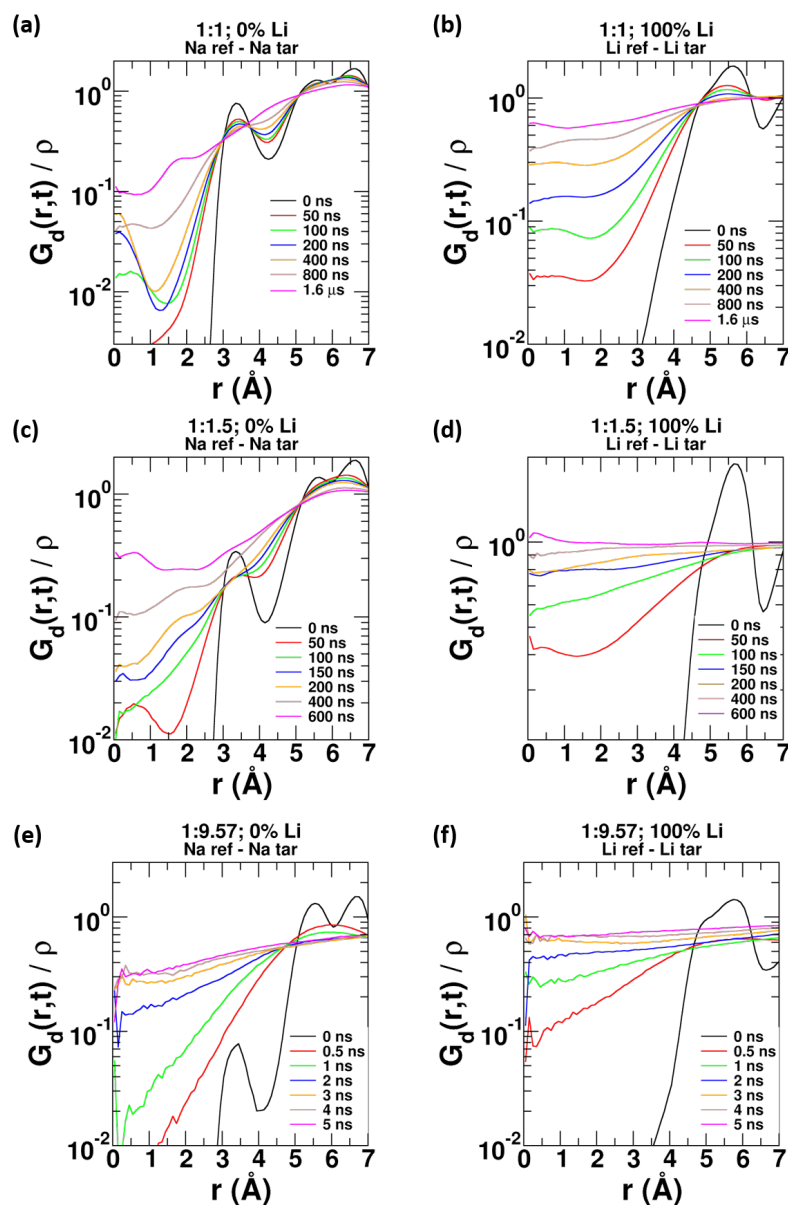 (a)
1:1; 0% Li
Na ref - Na tar
G_d(r,t) / ρ
10^0
10^-1
10^-2
0 ns
50 ns
100 ns
200 ns
400 ns
800 ns
1.6 μs
0 1 2 3 4 5 6 7
r (Å)
(b)
1:1; 100% Li
Li ref - Li tar
G_d(r,t) / ρ
10^0
10^-1
10^-2
0 ns
50 ns
100 ns
200 ns
400 ns
800 ns
1.6 μs
0 1 2 3 4 5 6 7
r (Å)
(c)
1:1.5; 0% Li
Na ref - Na tar
G_d(r,t) / ρ
10^0
10^-1
10^-2
0 ns
50 ns
100 ns
150 ns
200 ns
400 ns
600 ns
0 1 2 3 4 5 6 7
r (Å)
(d)
1:1.5; 100% Li
Li ref - Li tar
G_d(r,t) / ρ
10^0
0 ns
50 ns
100 ns
150 ns
200 ns
400 ns
600 ns
0 1 2 3 4 5 6 7
r (Å)
(e)
1:9.57; 0% Li
Na ref - Na tar
G_d(r,t) / ρ
10^0
10^-1
10^-2
0 ns
0.5 ns
1 ns
2 ns
3 ns
4 ns
5 ns
0 1 2 3 4 5 6 7
r (Å)
(f)
1:9.57; 100% Li
Li ref - Li tar
G_d(r,t) / ρ
10^0
10^-1
10^-2
0 ns
0.5 ns
1 ns
2 ns
3 ns
4 ns
5 ns
0 1 2 3 4 5 6 7
r (Å)